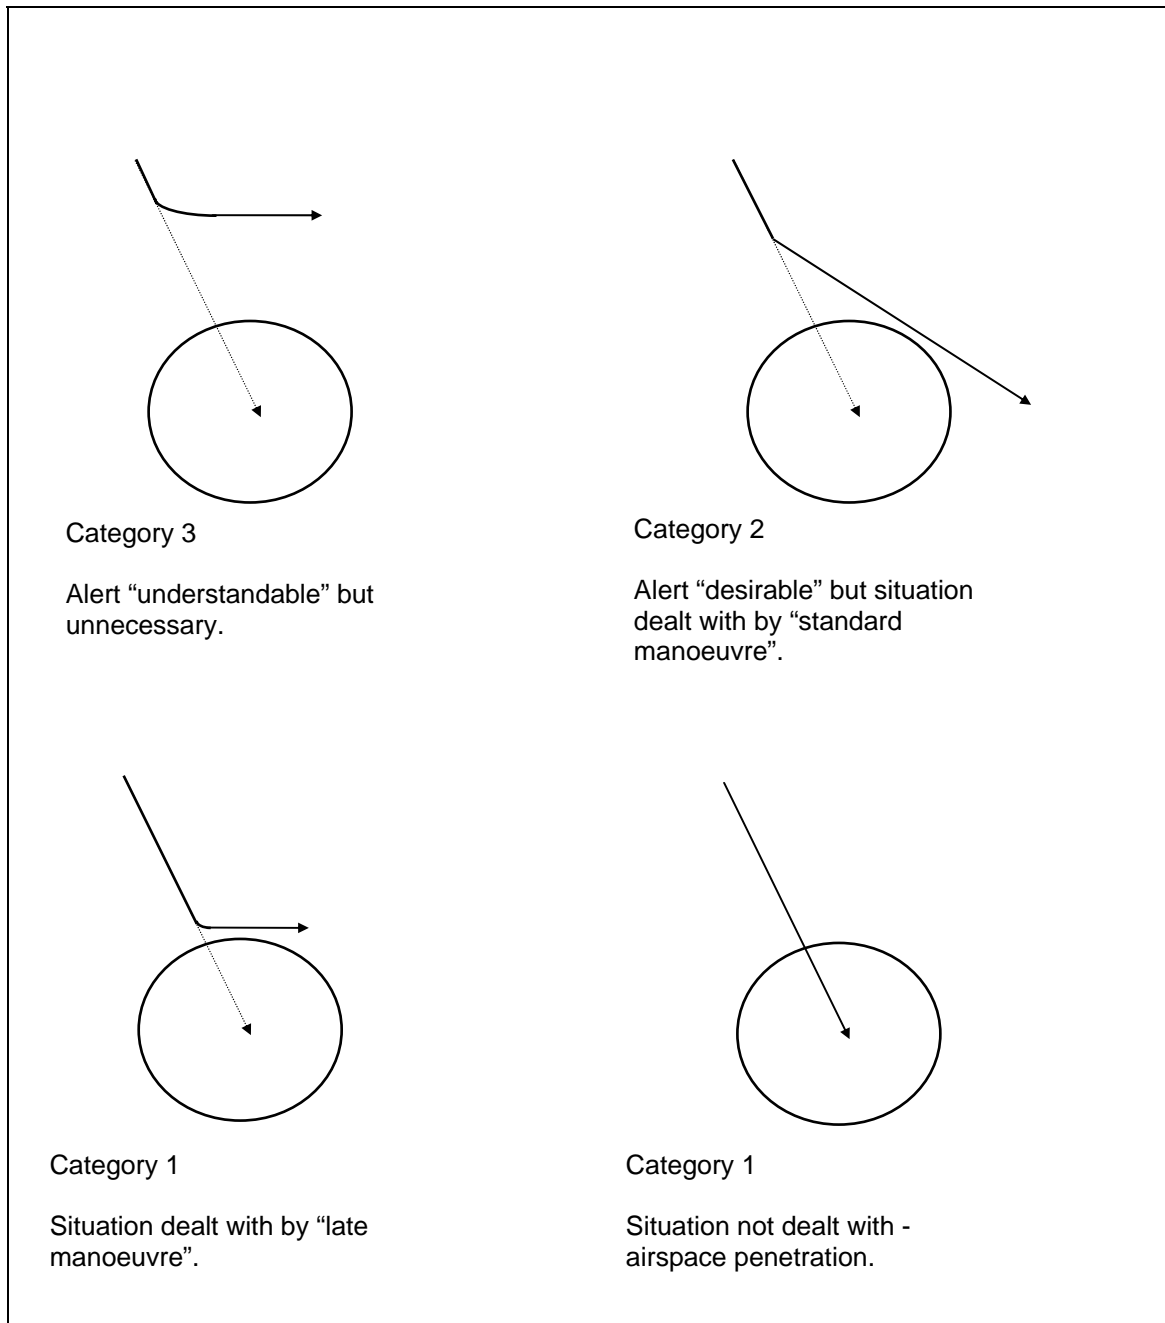 Category 3
Alert “understandable” but
unnecessary.
Category 2
Alert “desirable” but situation
dealt with by “standard
manoeuvre”.
Category 1
Situation dealt with by “late
manoeuvre”.
Category 1
Situation not dealt with -
airspace penetration.